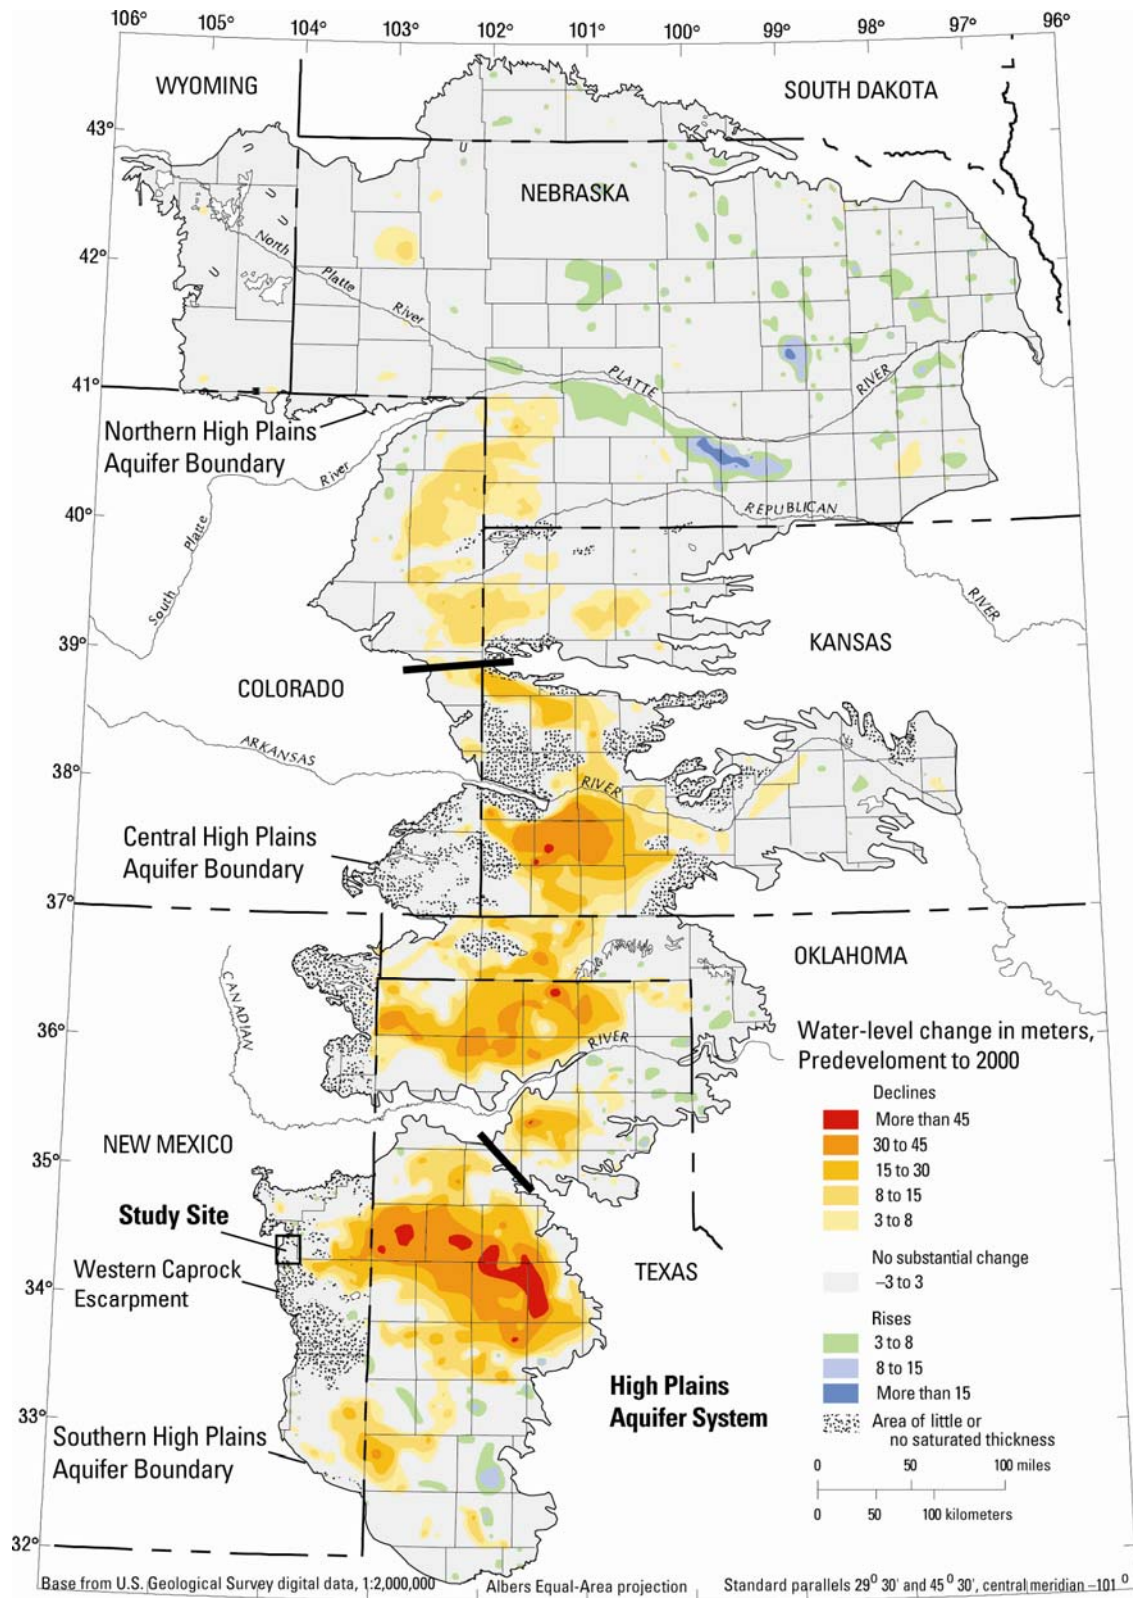 106°
105°
104°
103°
102°
101°
100°
99°
98°
97°
96°
WYOMING
SOUTH DAKOTA
43°
NEBRASKA
U
U
U
U
U
42°
North
Platte
River
41°
PLATTE
RIVER
Northern High Plains
Aquifer Boundary
River
Platte
South
40°
REPUBLICAN
RIVER
39°
KANSAS
COLORADO
ARKANSAS
38°
RIVER
Central High Plains
Aquifer Boundary
37°
OKLAHOMA
CANADIAN
36°
RIVER
Water-level change in meters,
Predeveloment to 2000
Declines
More than 45
30 to 45
15 to 30
8 to 15
3 to 8
No substantial change
–3 to 3
Rises
3 to 8
8 to 15
More than 15
Area of little or
no saturated thickness
0 50 100 miles
0 50 100 kilometers
NEW MEXICO
35°
Study Site
Western Caprock
Escarpment
34°
TEXAS
High Plains
Aquifer System
33°
Southern High Plains
Aquifer Boundary
32°
Base from U.S. Geological Survey digital data, 1:2,000,000 Albers Equal-Area projection Standard parallels 29° 30' and 45° 30', central meridian –101°